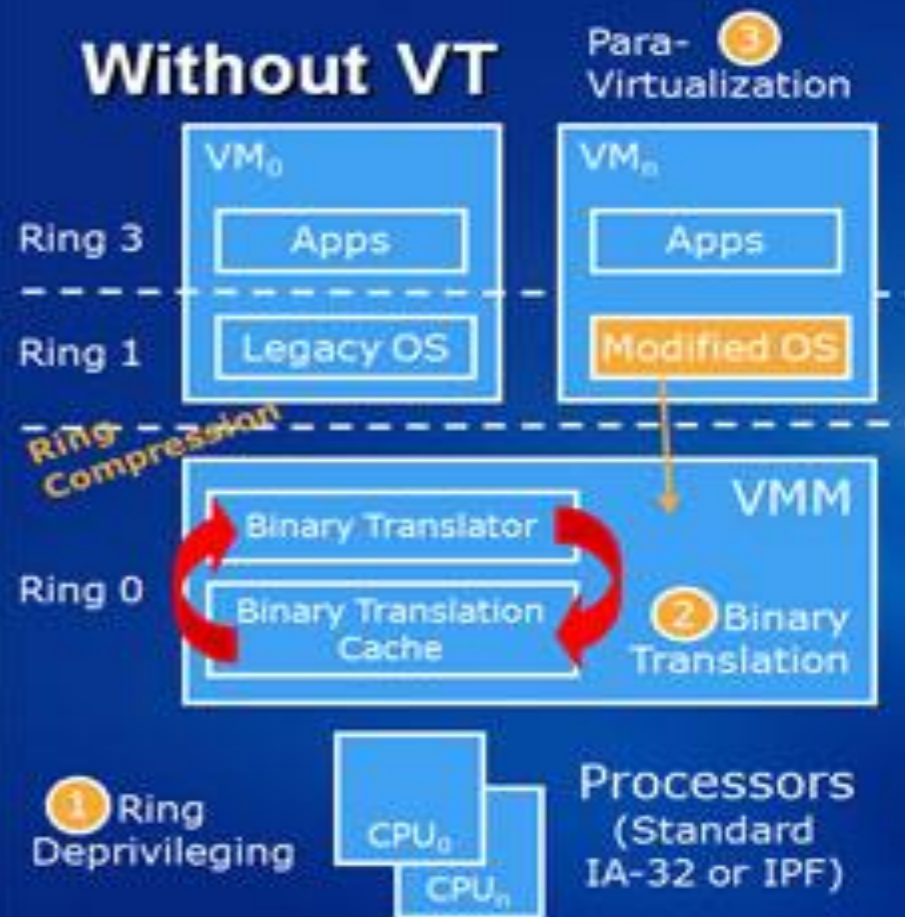 Without VT
Para- 3
Virtualization
VM0
VMn
Ring 3
Apps
Apps
Ring 1
Legacy OS
Modified OS
Ring
Compression
VMM
Binary Translator
Ring 0
Binary Translation
Cache
2 Binary
Translation
1 Ring
Deprivileging
CPU0
CPUn
Processors
(Standard
IA-32 or IPF)